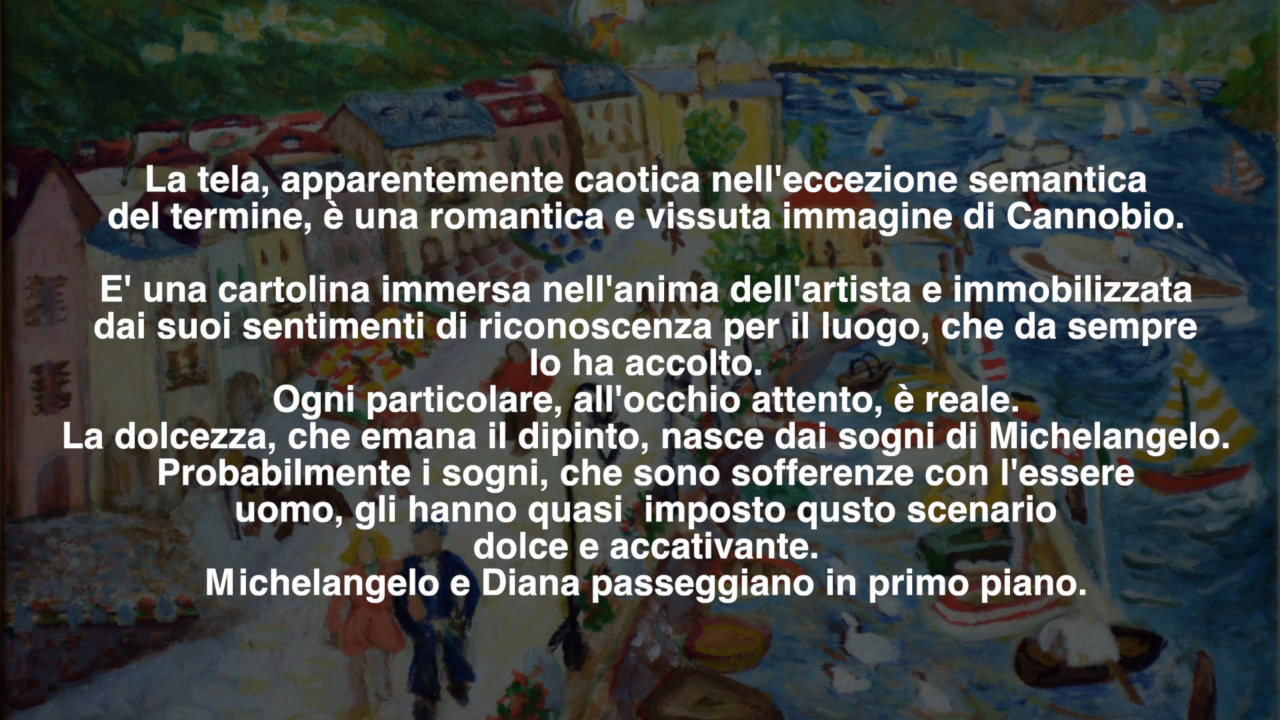 La tela, apparentemente caotica nell'eccezione semantica
del termine, è una romantica e vissuta immagine di Cannobio.
E' una cartolina immersa nell'anima dell'artista e immobilizzata
dai suoi sentimenti di riconoscenza per il luogo, che da sempre
lo ha accolto.
Ogni particolare, all'occhio attento, è reale.
La dolcezza, che emana il dipinto, nasce dai sogni di Michelangelo.
Probabilmente i sogni, che sono sofferenze con l'essere
uomo, gli hanno quasi  imposto qusto scenario
dolce e accativante.
Michelangelo e Diana passeggiano in primo piano.